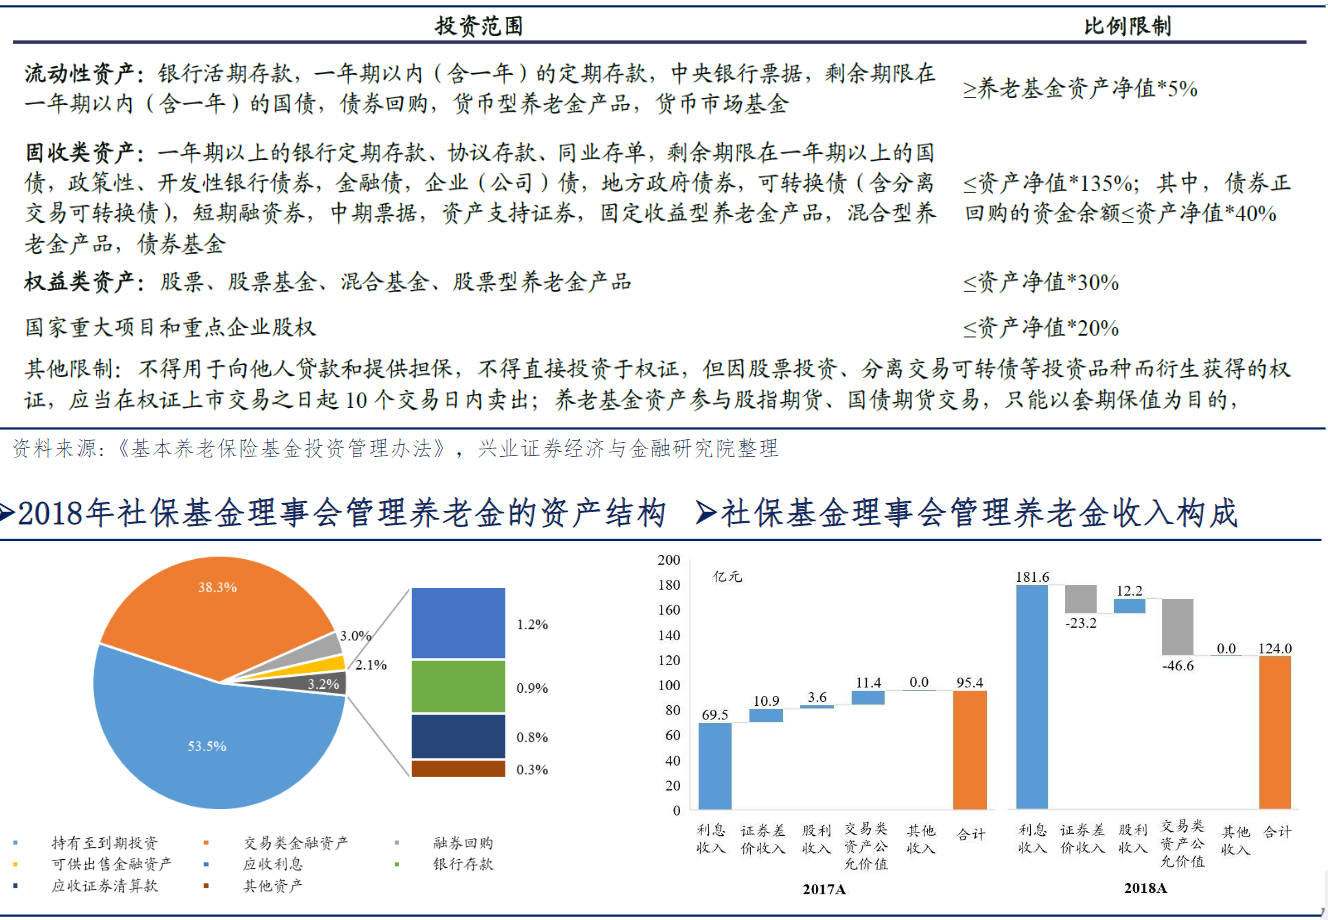 投资范围 比例限制
流动性资产：银行活期存款，一年期以内（含一年）的定期存款，中央银行票据，剩余期限在
一年期以内（含一年）的国债，债券回购，货币型养老金产品，货币市场基金
≥养老基金资产净值*5%
固收类资产：一年期以上的银行定期存款、协议存款、同业存单，剩余期限在一年期以上的国
债，政策性、开发性银行债券，金融债，企业（公司）债，地方政府债券，可转换债（含分离
交易可转换债），短期融资券，中期票据，资产支持证券，固定收益型养老金产品，混合型养
老金产品，债券基金
≤资产净值*135%；其中，债券正
回购的资金余额≤资产净值*40%
权益类资产：股票、股票基金、混合基金、股票型养老金产品 ≤资产净值*30%
国家重大项目和重点企业股权 ≤资产净值*20%
其他限制：不得用于向他人贷款和提供担保，不得直接投资于权证，但因股票投资、分离交易可转债等投资品种而衍生获得的权
证，应当在权证上市交易之日起 10 个交易日内卖出；养老基金资产参与股指期货、国债期货交易，只能以套期保值为目的，
资料来源：《基本养老保险基金投资管理办法》，兴业证券经济与金融研究院整理
➢2018年社保基金理事会管理养老金的资产结构
38.3%
3.0%
2.1%
3.2%
53.5%
1.2%
0.9%
0.8%
0.3%
持有至到期投资 交易类金融资产 融券回购
可供出售金融资产 应收利息 银行存款
应收证券清算款 其他资产
➢社保基金理事会管理养老金收入构成
亿元
200
180
160
140
120
100
80
60
40
20
0
69.5
10.9
3.6
11.4
0.0
95.4
利息
收入
证券差
价收入
股利
收入
交易类
资产公
允价值
其他
收入
合计
2017A
181.6
-23.2
12.2
-46.6
0.0
124.0
利息
收入
证券差
价收入
股利
收入
交易类
资产公
允价值
其他
收入
合计
2018A